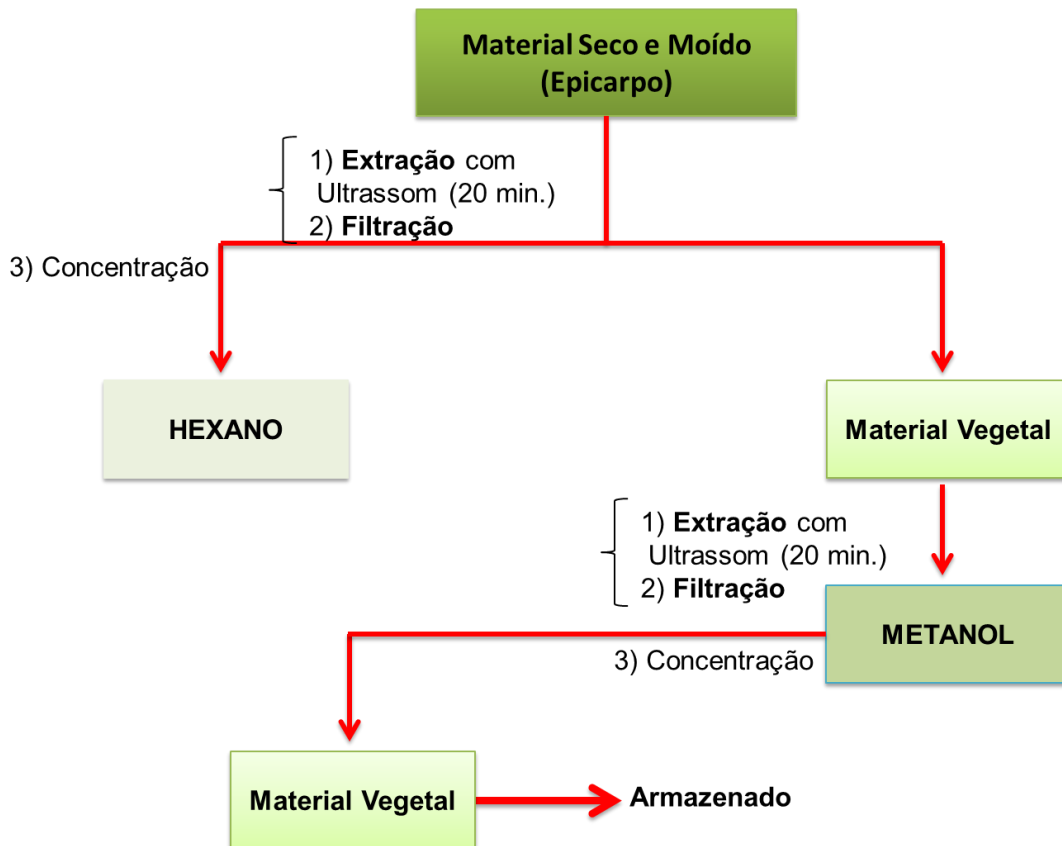 Material Seco e Moído
(Epicarpo)
1) Extração com
Ultrassom (20 min.)
2) Filtração
3) Concentração
HEXANO
Material Vegetal
1) Extração com
Ultrassom (20 min.)
2) Filtração
METANOL
3) Concentração
Material Vegetal
Armazenado